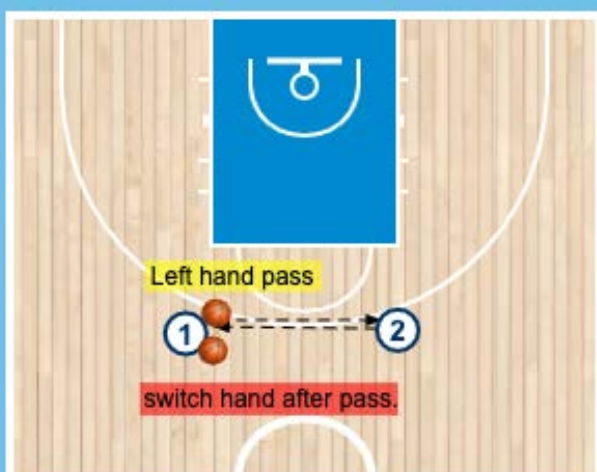 Left hand pass
1
2
switch hand after pass.